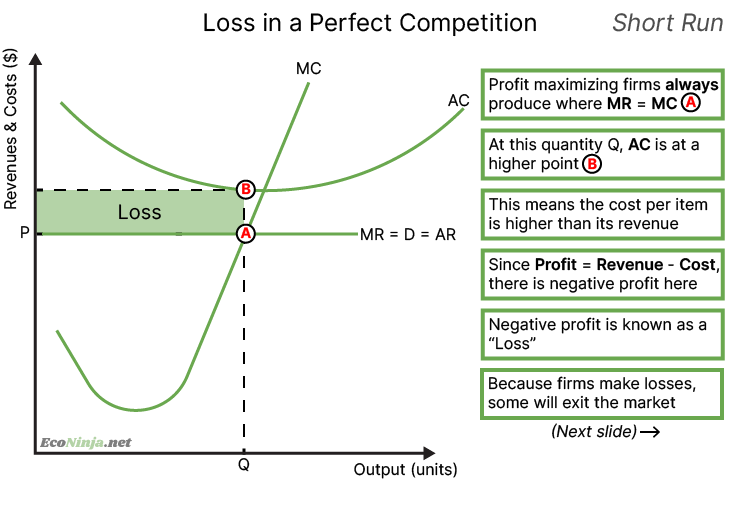 Loss in a Perfect Competition
Short Run
Revenues & Costs ($)
MC
AC
B
Loss
P
A
MR = D = AR
=
EcoNinja.net
Q
Output (units)
Profit maximizing firms always
produce where MR = MC A
At this quantity Q, AC is at a
higher point B
This means the cost per item
is higher than its revenue
Since Profit = Revenue - Cost,
there is negative profit here
Negative profit is known as a
“Loss”
Because firms make losses,
some will exit the market
(Next slide)→